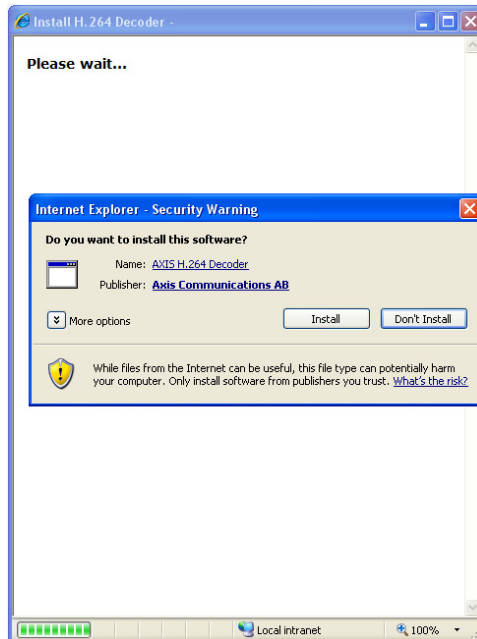 Install H.264 Decoder -
Please wait...
Internet Explorer - Security Warning
Do you want to install this software?
Name: AXIS H.264 Decoder
Publisher: Axis Communications AB
More options
Install
Don't Install
While files from the Internet can be useful, this file type can potentially harm
your computer. Only install software from publishers you trust. What's the risk?
Local intranet
100%